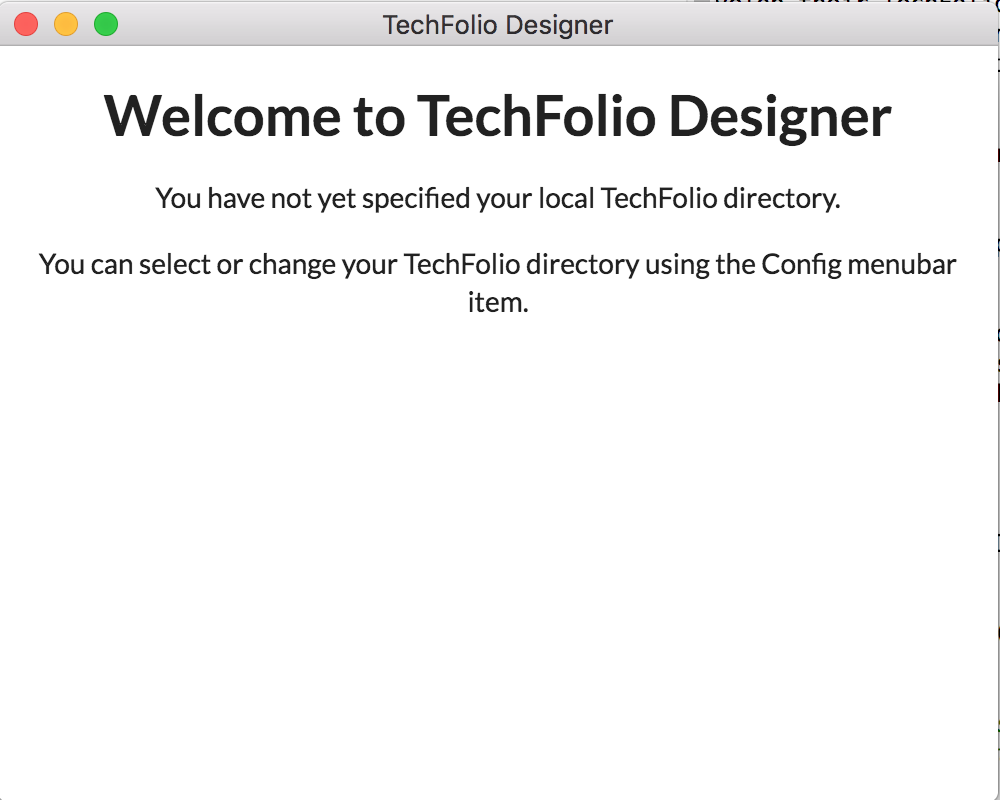 TechFolio Designer
Welcome to TechFolio Designer
You have not yet specified your local TechFolio directory.
You can select or change your TechFolio directory using the Config menubar
item.